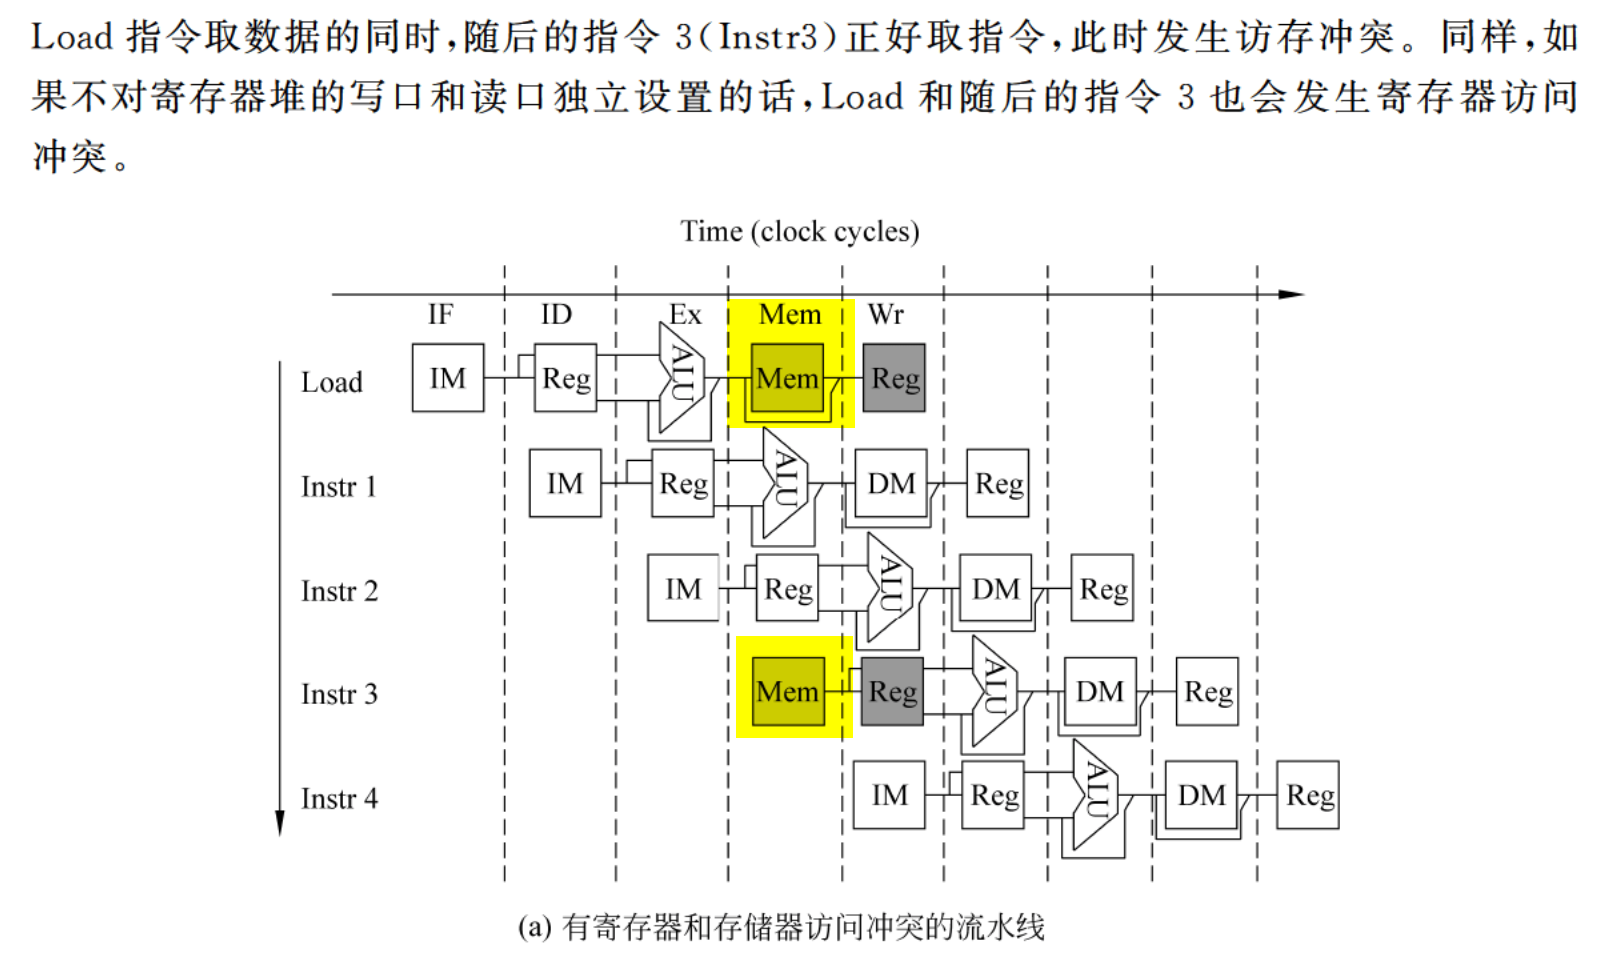 Load 指令取数据的同时,随后的指令 3(Instr3)正好取指令,此时发生访存冲突。同样,如
果不对寄存器堆的写口和读口独立设置的话,Load 和随后的指令 3 也会发生寄存器访问
冲突。
Time (clock cycles)
IF ID Ex Mem Wr
Load IM Reg ALU Mem Reg
Instr 1 IM Reg ALU DM Reg
Instr 2 IM Reg ALU DM Reg
Instr 3 Mem Reg ALU DM Reg
Instr 4 IM Reg ALU DM Reg
(a) 有寄存器和存储器访问冲突的流水线